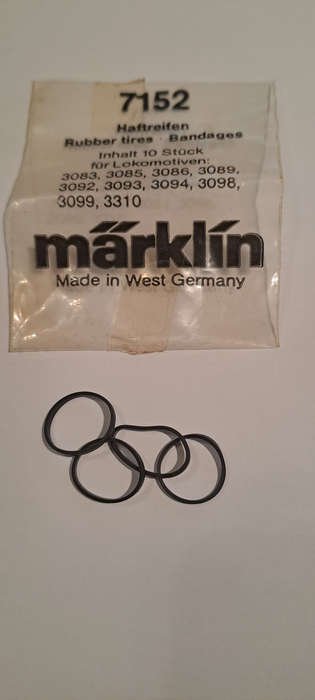 7152
Haftreifen
Rubber tires · Bandages
Inhalt 10 Stück
für Lokomotiven:
3083, 3085, 3086, 3089,
3092, 3093, 3094, 3098,
3099, 3310
märklin
Made in West Germany